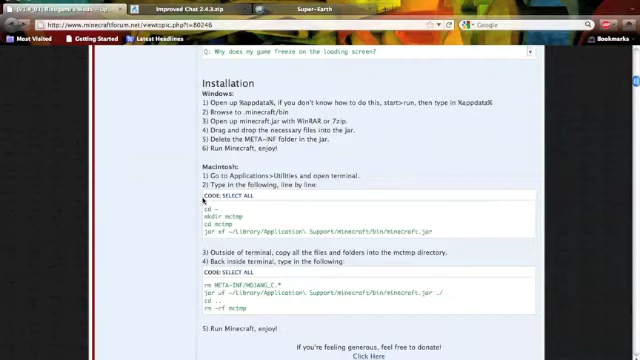 Improved Chat 2.4.3.zip
Super-Earth
www.minecraftforum.net/viewtopic.php?t=80246
Most Visited
Getting Started
Latest Headlines
Bookmarks
Q: Why does my game freeze on the loading screen?
Installation
Windows:
1) Open up %appdata%, if you don't know how to do this, start>run, then type in %appdata%
2) Browse to .minecraft/bin
3) Open up minecraft.jar with WinRAR or 7zip.
4) Drag and drop the necessary files into the jar.
5) Delete the META-INF folder in the jar.
6) Run Minecraft, enjoy!
Macintosh:
1) Go to Applications>Utilities and open terminal.
2) Type in the following, line by line:
CODE: SELECT ALL
cd ~
mkdir mctmp
cd mctmp
jar xf ~/Library/Application\ Support/minecraft/bin/minecraft.jar
3) Outside of terminal, copy all the files and folders into the mctmp directory.
4) Back inside terminal, type in the following:
CODE: SELECT ALL
rm META-INF/MOJANG_C.*
jar uf ~/Library/Application\ Support/minecraft/bin/minecraft.jar ./
cd ..
rm -rf mctmp
5) Run Minecraft, enjoy!
If you're feeling generous, feel free to donate!
Click Here